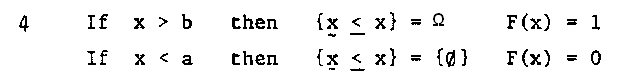 4 If x > b then {x̰ ≤ x} = Ω F(x) = 1
If x < a then {x̰ ≤ x} = {Ø} F(x) = 0